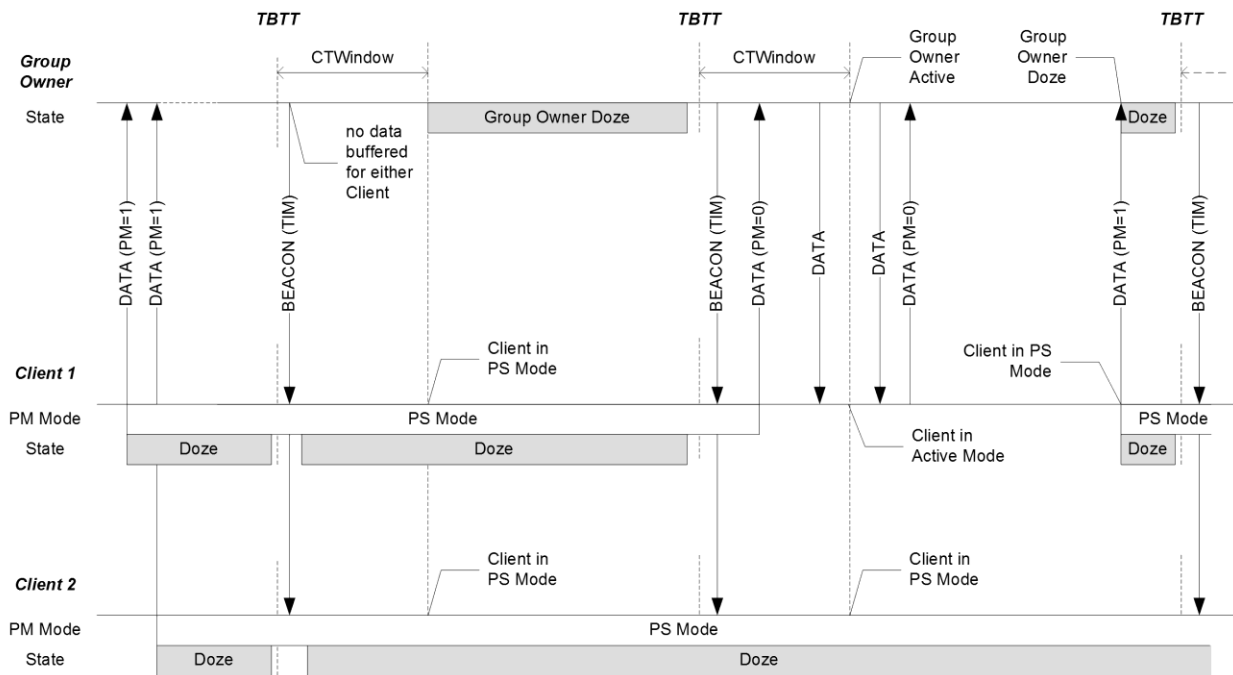 TBTT
TBTT
TBTT
Group
Owner
CTWindow
CTWindow
Group
Owner
Active
Group
Owner
Doze
State
Group Owner Doze
Doze
no data
buffered
for either
Client
DATA (PM=1)
DATA (PM=1)
BEACON (TIM)
BEACON (TIM)
DATA (PM=0)
DATA
DATA
DATA (PM=0)
DATA (PM=1)
BEACON (TIM)
Client 1
Client in
PS Mode
Client in PS
Mode
PM Mode
PS Mode
PS Mode
State
Doze
Doze
Client in
Active Mode
Doze
Client 2
Client in
PS Mode
Client in
PS Mode
PM Mode
PS Mode
State
Doze
Doze